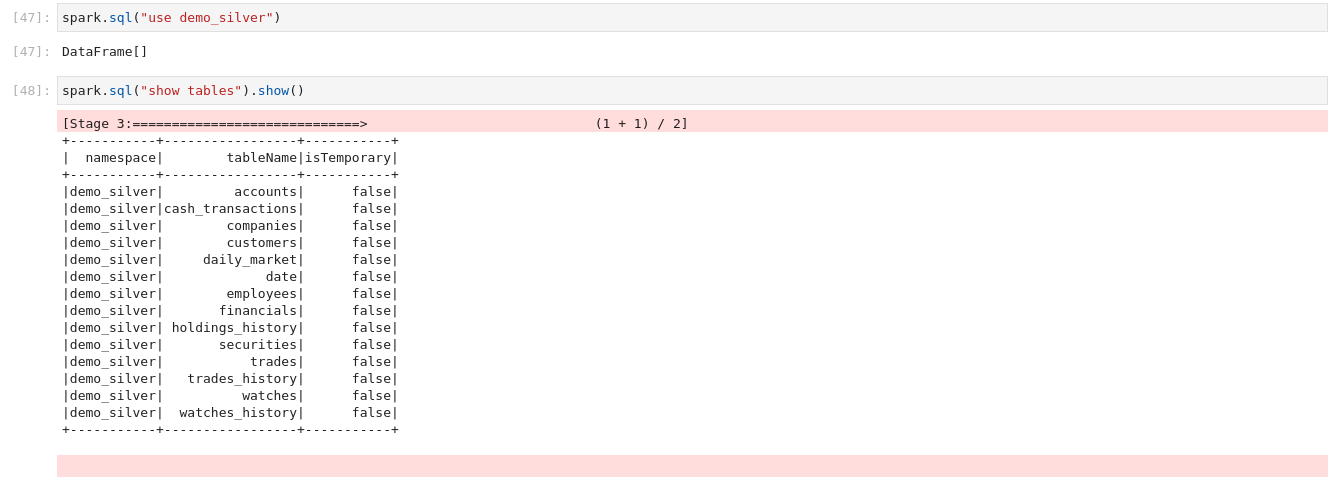 [47]: spark.sql("use demo_silver")
[47]: DataFrame[]
[48]: spark.sql("show tables").show()
[Stage 3:=============================>                             (1 + 1) / 2]
+-----------+-----------------+-----------+
|  namespace|        tableName|isTemporary|
+-----------+-----------------+-----------+
|demo_silver|         accounts|      false|
|demo_silver|cash_transactions|      false|
|demo_silver|        companies|      false|
|demo_silver|        customers|      false|
|demo_silver|     daily_market|      false|
|demo_silver|             date|      false|
|demo_silver|        employees|      false|
|demo_silver|       financials|      false|
|demo_silver| holdings_history|      false|
|demo_silver|       securities|      false|
|demo_silver|           trades|      false|
|demo_silver|   trades_history|      false|
|demo_silver|          watches|      false|
|demo_silver|  watches_history|      false|
+-----------+-----------------+-----------+